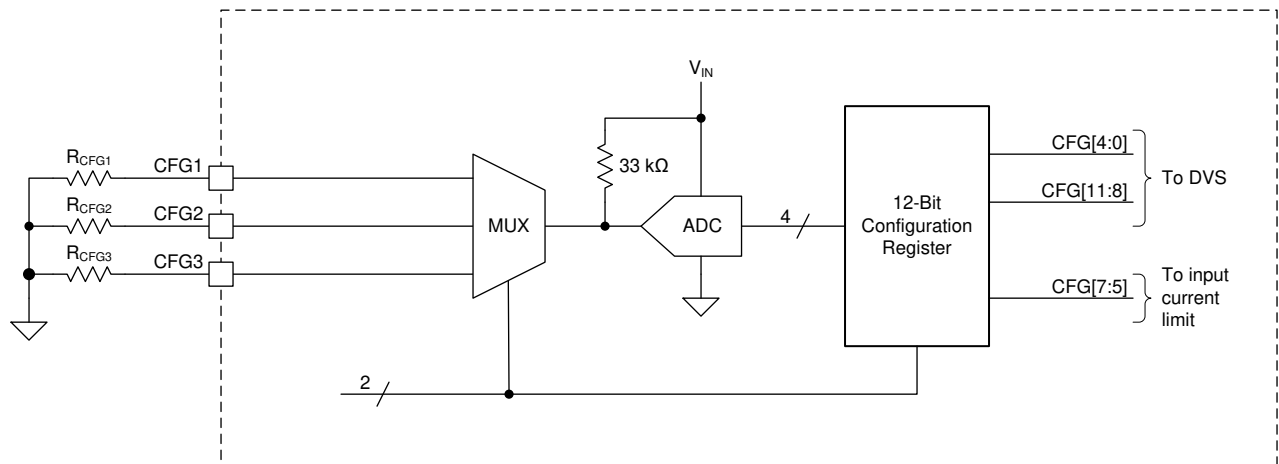 V_IN
R_CFG1
CFG1
33 kΩ
CFG[4:0]
To DVS
R_CFG2
CFG2
MUX
ADC
4
12-Bit
Configuration
Register
CFG[11:8]
R_CFG3
CFG3
CFG[7:5]
To input
current
limit
2